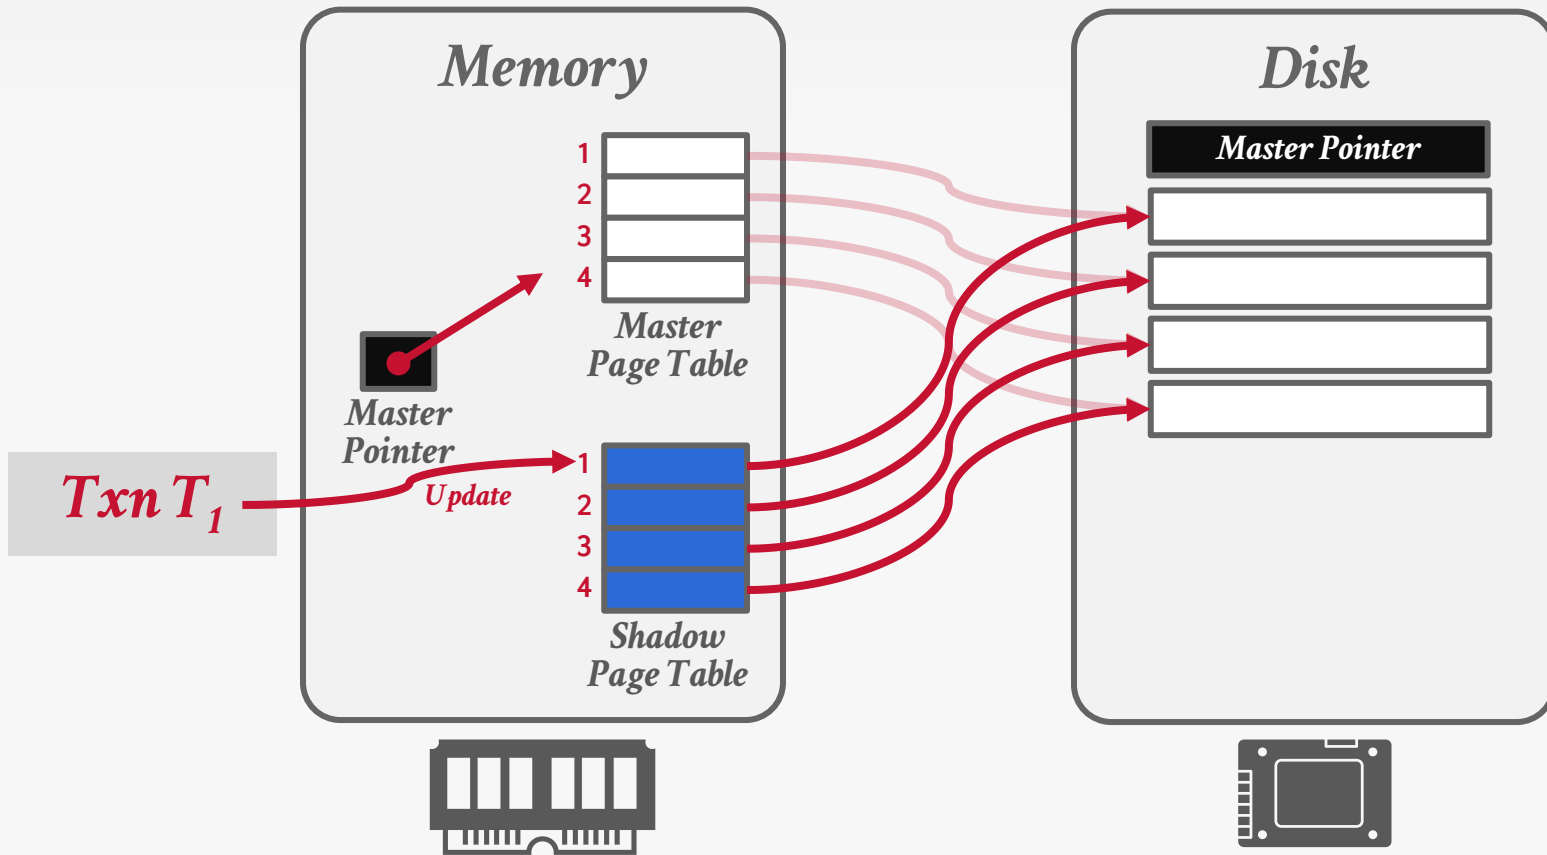 Memory
Disk
Master Pointer
1
2
3
4
Master
Page Table
Master
Pointer
Txn T₁
Update
1
2
3
4
Shadow
Page Table